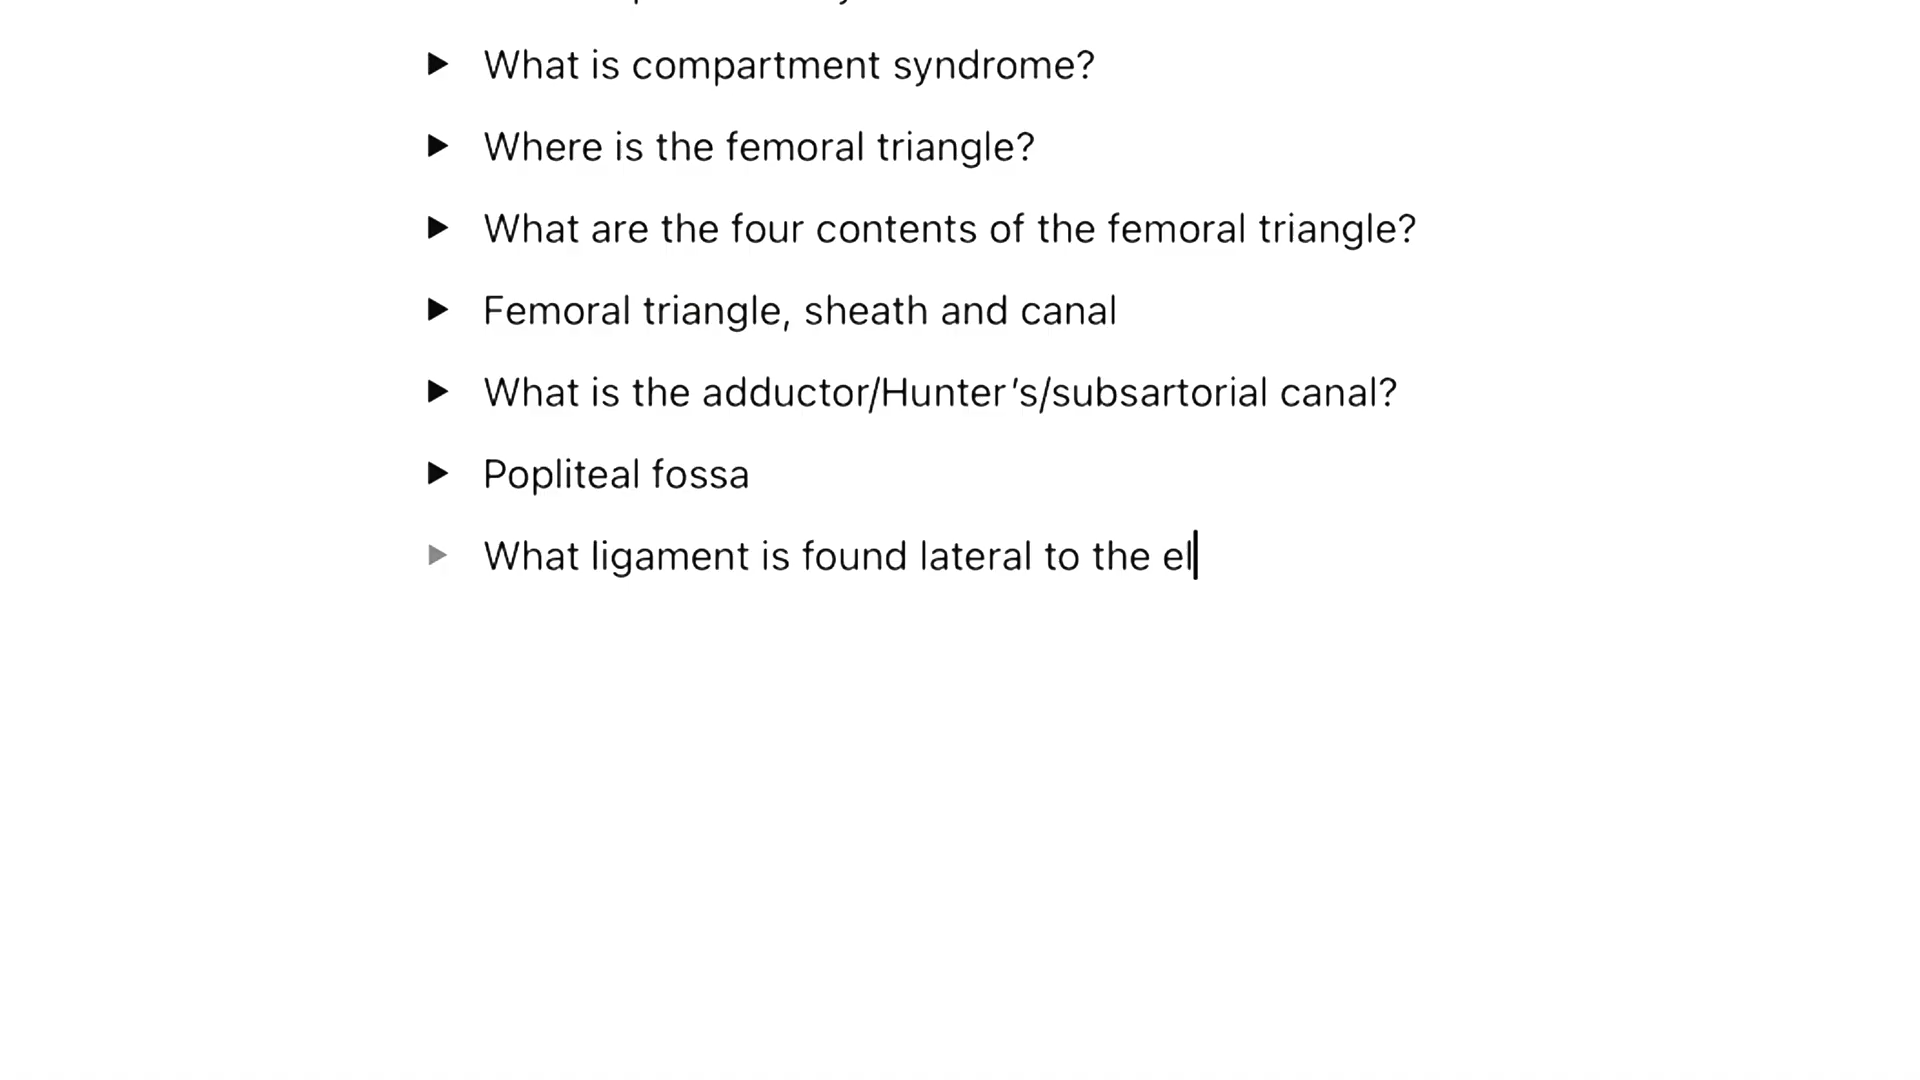 What is compartment syndrome?
Where is the femoral triangle?
What are the four contents of the femoral triangle?
Femoral triangle, sheath and canal
What is the adductor/Hunter's/subsartorial canal?
Popliteal fossa
What ligament is found lateral to the el